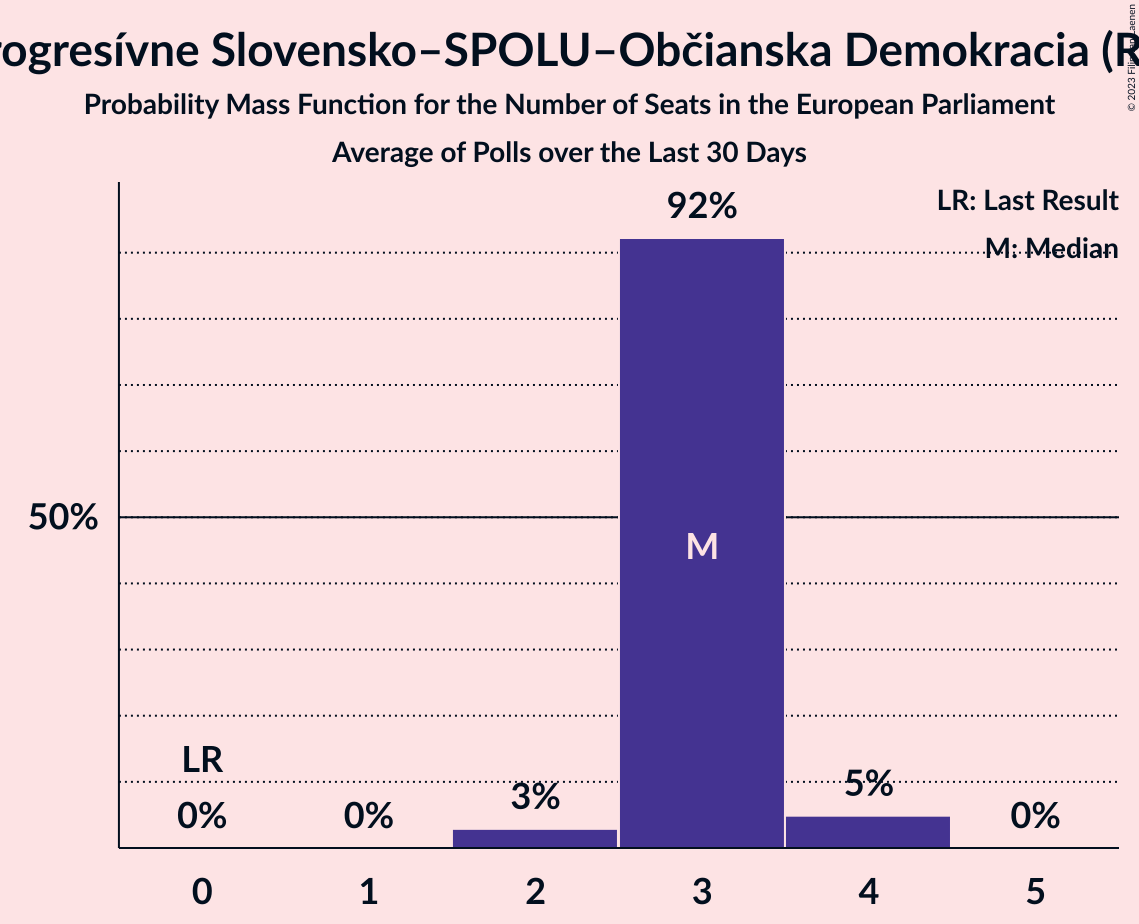 rogresívne Slovensko–SPOLU–Občianska Demokracia (R
Probability Mass Function for the Number of Seats in the European Parliament
Average of Polls over the Last 30 Days
© 2023 Filip Laenen
LR: Last Result
M: Median
92%
50%
M
LR
0%
0%
3%
5%
0%
0 1 2 3 4 5